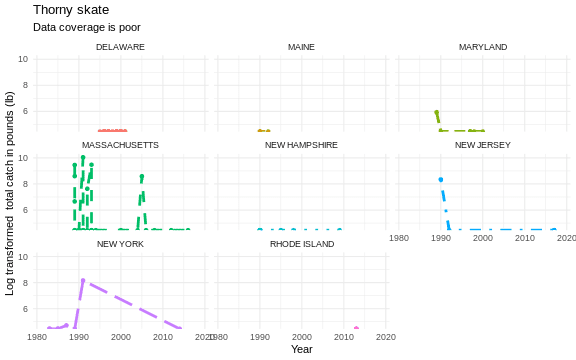 Thorny skate
Data coverage is poor
DELAWARE MAINE MARYLAND
10
6
MASSACHUSETTS NEW HAMPSHIRE NEW JERSEY
10
6
1980 1990 2000 2010 2020
NEW YORK RHODE ISLAND
10
8
6
1980 1990 2000 2010 2020 1980 1990 2000 2010 2020
Year
Log transformed total catch in pounds (lb)